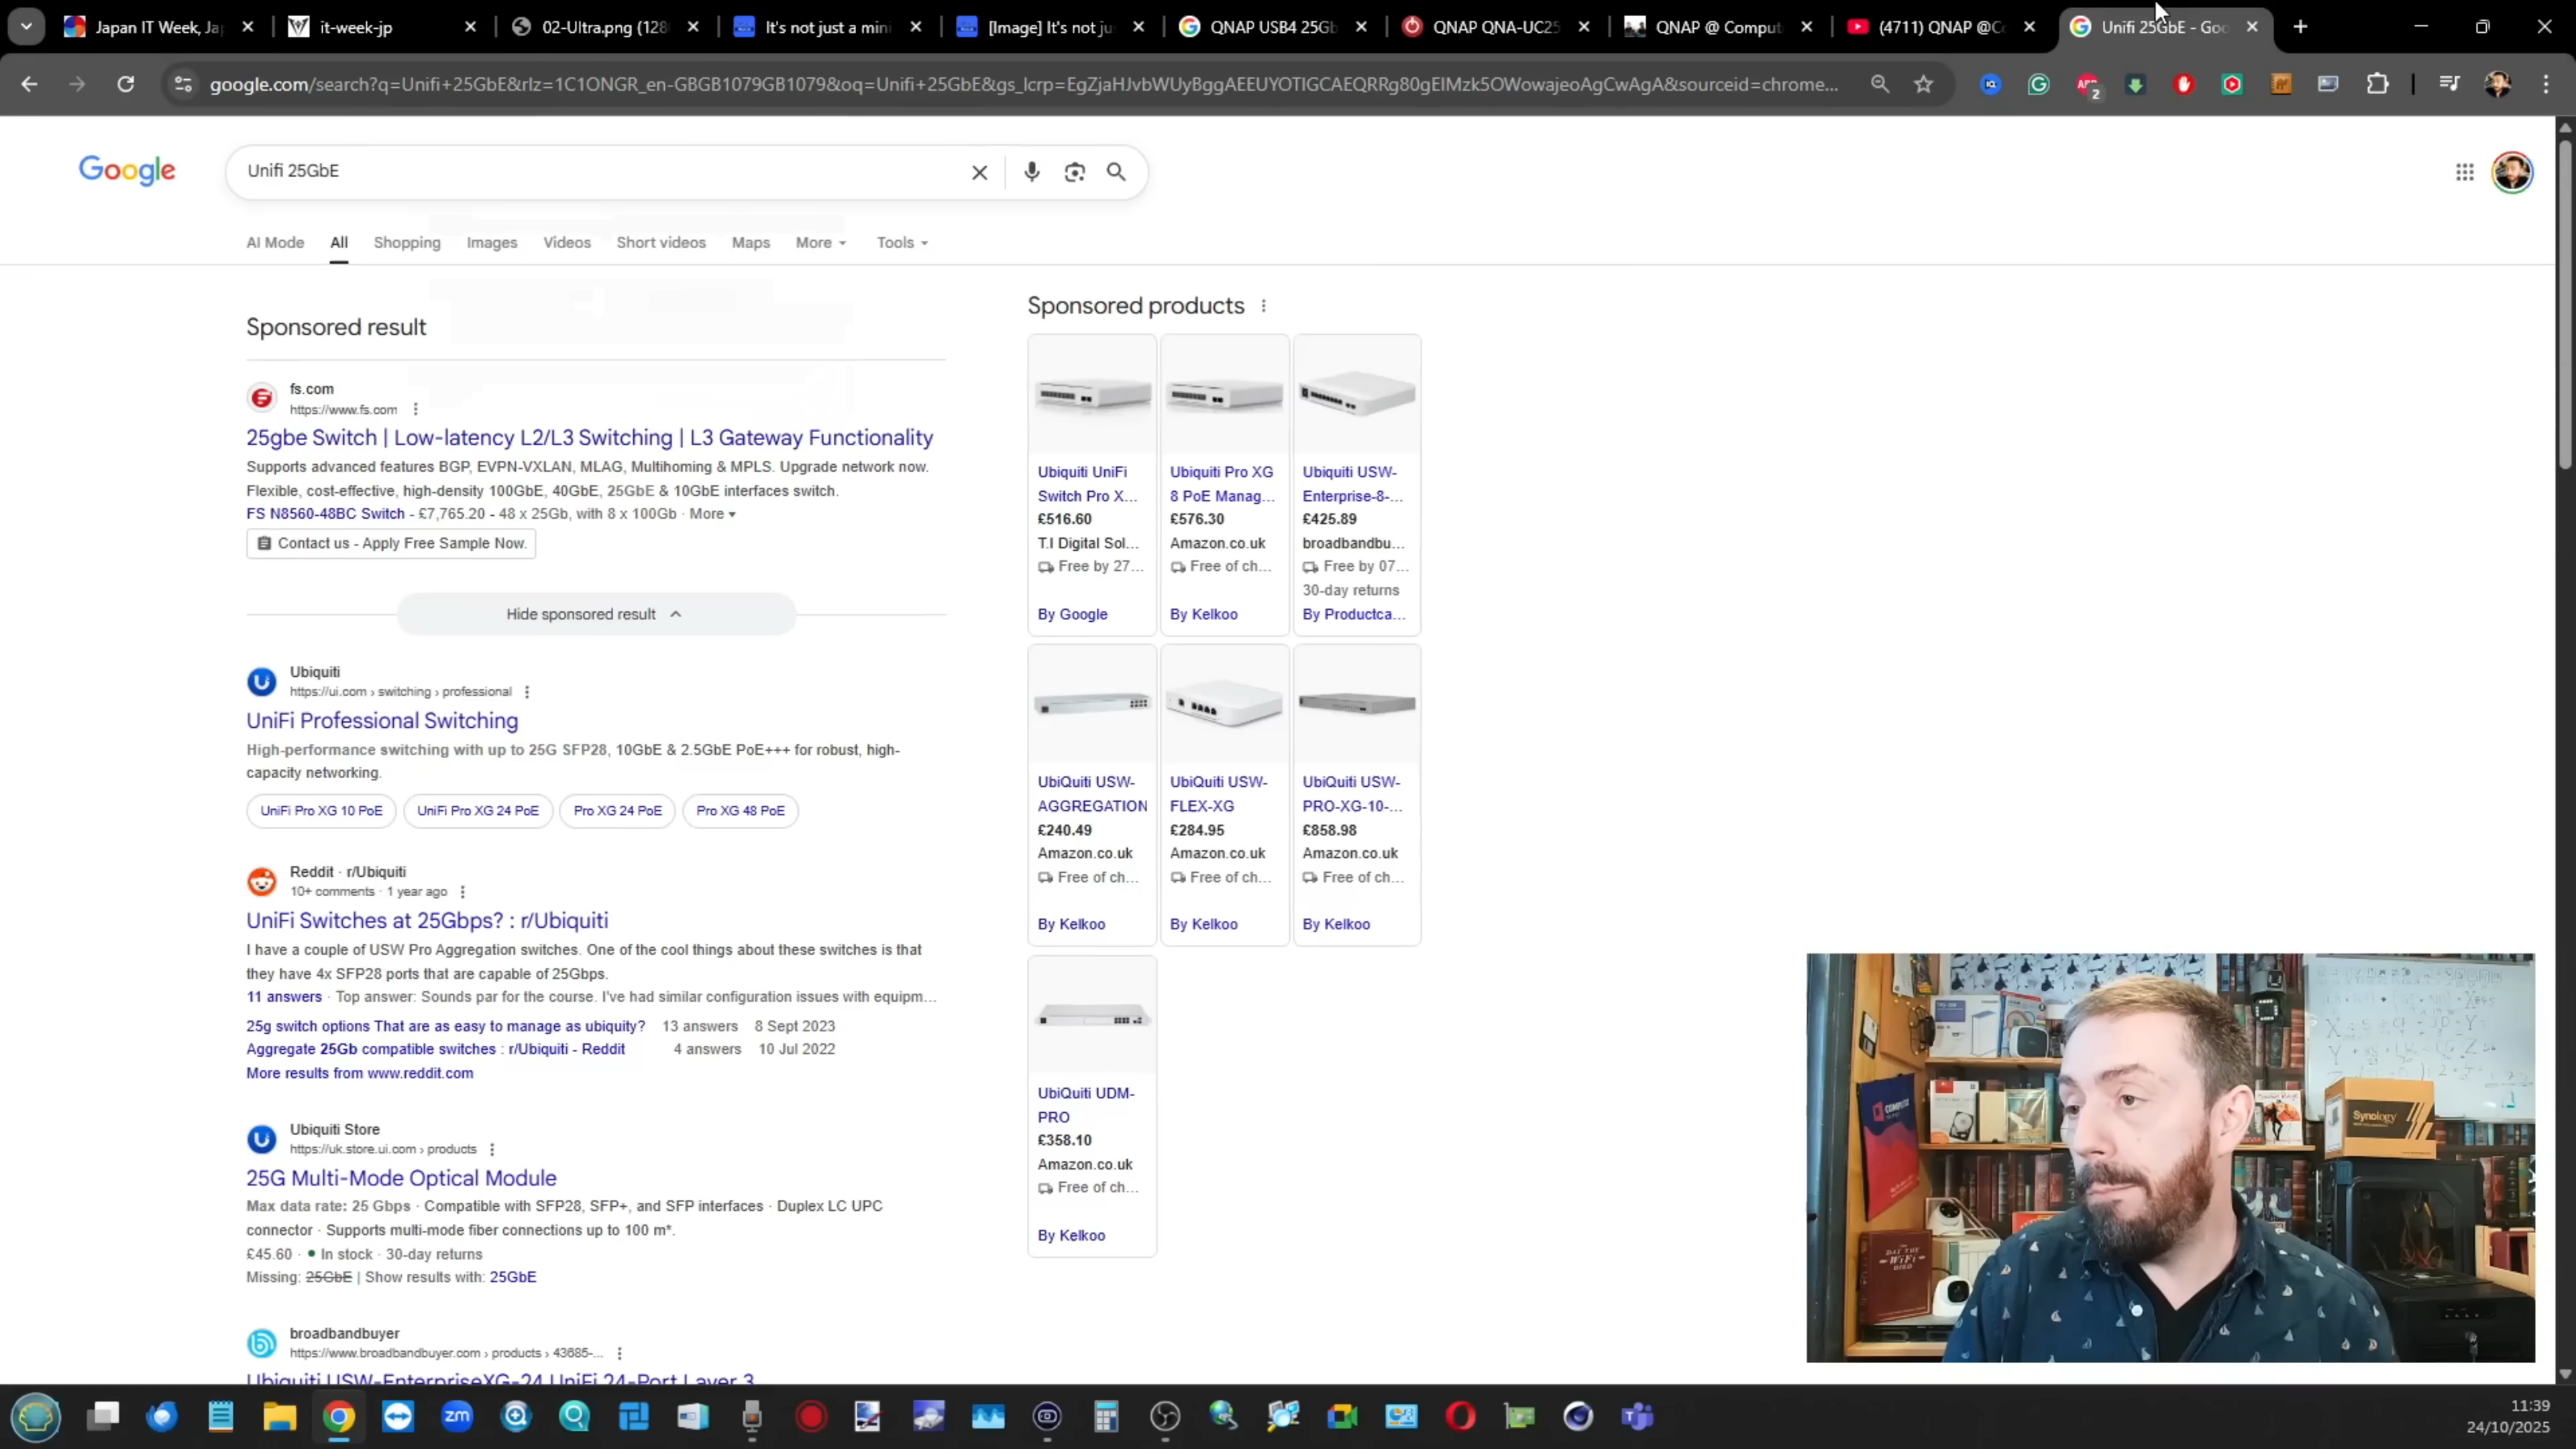 Japan IT Week, Ja
it-week-jp
02-Ultra.png (128
It's not just a mini
[Image] It's not ju
QNAP USB4 25Gb
QNAP QNA-UC25
QNAP @ Comput
(4711) QNAP @Co
Unifi 25GbE - Goo
google.com/search?q=Unifi+25GbE&rlz=1C1ONGR_en-GBGB1079GB1079&oq=Unifi+25GbE&gs_lcrp=EgZjaHJvbWUyBggAEEUYOTIGCAEQRRg80gEIMzk5OWowajeoAgCwAgA&sourceid=chrome...
2
Google
Unifi 25GbE
AI Mode
All
Shopping
Images
Videos
Short videos
Maps
More
Tools
Sponsored result
fs.com
https://www.fs.com
25gbe Switch | Low-latency L2/L3 Switching | L3 Gateway Functionality
Supports advanced features BGP, EVPN-VXLAN, MLAG, Multihoming & MPLS. Upgrade network now.
Flexible, cost-effective, high-density 100GbE, 40GbE, 25GbE & 10GbE interfaces switch.
FS N8560-48BC Switch - £7,765.20 - 48 x 25Gb, with 8 x 100Gb · More
Contact us - Apply Free Sample Now.
Hide sponsored result
Ubiquiti
https://ui.com › switching › professional
UniFi Professional Switching
High-performance switching with up to 25G SFP28, 10GbE & 2.5GbE PoE+++ for robust, high-
capacity networking.
UniFi Pro XG 10 PoE
UniFi Pro XG 24 PoE
Pro XG 24 PoE
Pro XG 48 PoE
Reddit · r/Ubiquiti
10+ comments · 1 year ago
UniFi Switches at 25Gbps? : r/Ubiquiti
I have a couple of USW Pro Aggregation switches. One of the cool things about these switches is that
they have 4x SFP28 ports that are capable of 25Gbps.
11 answers · Top answer: Sounds par for the course. I've had similar configuration issues with equipm...
25g switch options That are as easy to manage as ubiquity? 13 answers 8 Sept 2023
Aggregate 25Gb compatible switches : r/Ubiquiti - Reddit 4 answers 10 Jul 2022
More results from www.reddit.com
Ubiquiti Store
https://uk.store.ui.com › products
25G Multi-Mode Optical Module
Max data rate: 25 Gbps · Compatible with SFP28, SFP+, and SFP interfaces · Duplex LC UPC
connector · Supports multi-mode fiber connections up to 100 m*.
£45.60 · In stock · 30-day returns
Missing: 25GbE | Show results with: 25GbE
broadbandbuyer
https://www.broadbandbuyer.com › products › 43685-...
Ubiquiti USW-EnterpriseXG-24 UniFi 24-Port Layer 3
Sponsored products
Ubiquiti UniFi
Switch Pro X...
£516.60
T.I Digital Sol...
Free by 27...
By Google
Ubiquiti Pro XG
8 PoE Manag...
£576.30
Amazon.co.uk
Free of ch...
By Kelkoo
Ubiquiti USW-
Enterprise-8-...
£425.89
broadbandbu...
Free by 07...
30-day returns
By Productca...
UbiQuiti USW-
AGGREGATION
£240.49
Amazon.co.uk
Free of ch...
By Kelkoo
UbiQuiti USW-
FLEX-XG
£284.95
Amazon.co.uk
Free of ch...
By Kelkoo
UbiQuiti USW-
PRO-XG-10-...
£858.98
Amazon.co.uk
Free of ch...
By Kelkoo
UbiQuiti UDM-
PRO
£358.10
Amazon.co.uk
Free of ch...
By Kelkoo
COMPUTEX
Synology
THE
DAY THE
WiFi
DIED
zm
11:39
24/10/2025